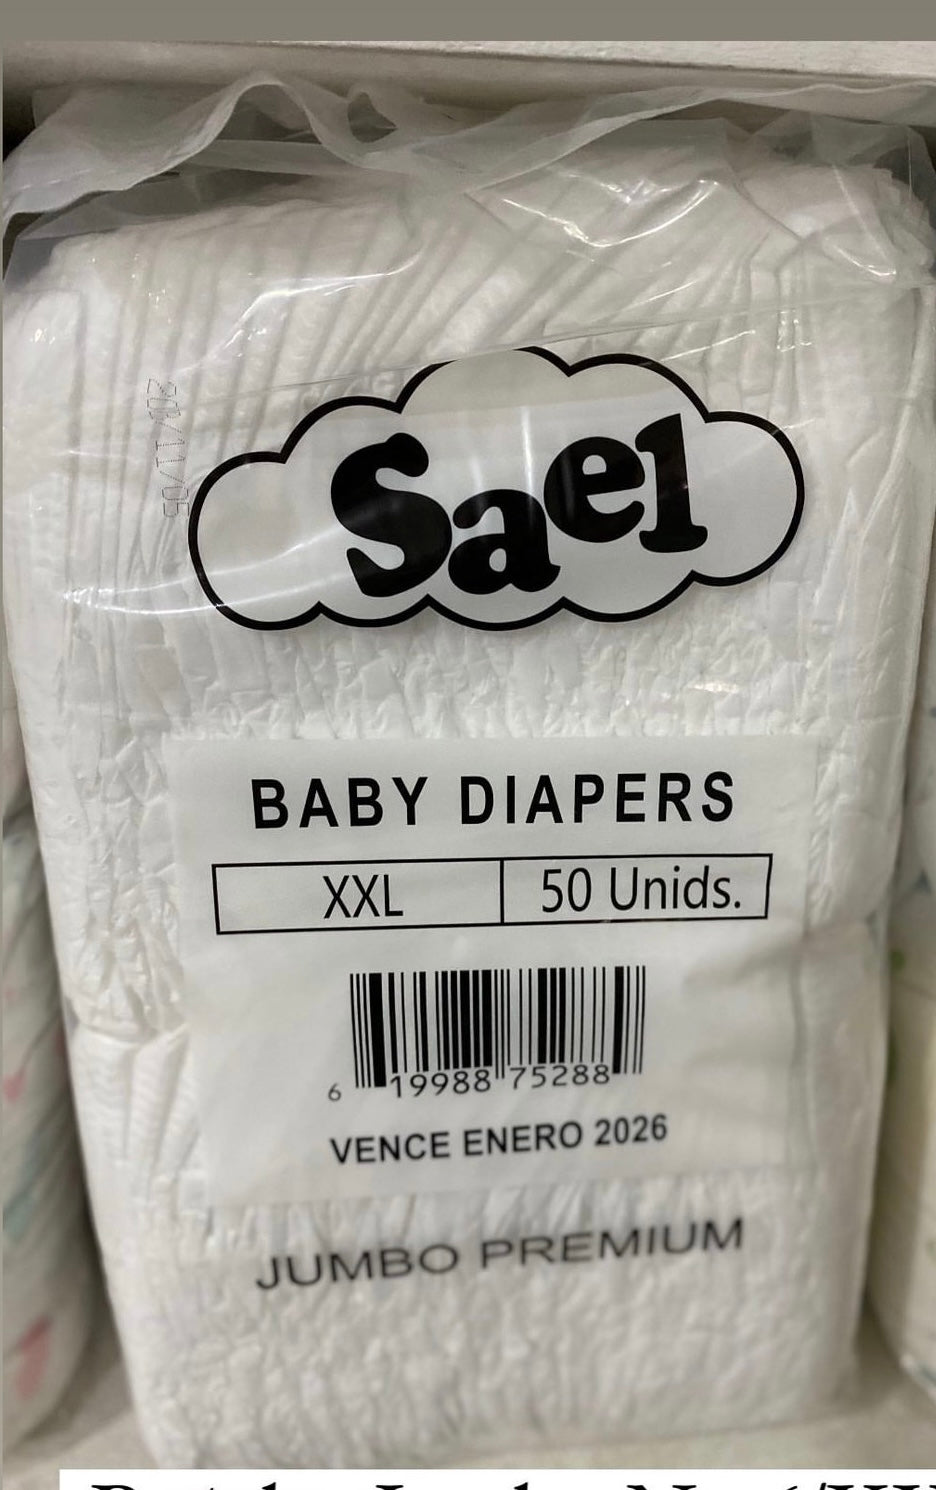 Sael
BABY DIAPERS
XXL
50 Unids.
6 19988 75288
VENCE ENERO 2026
JUMBO PREMIUM